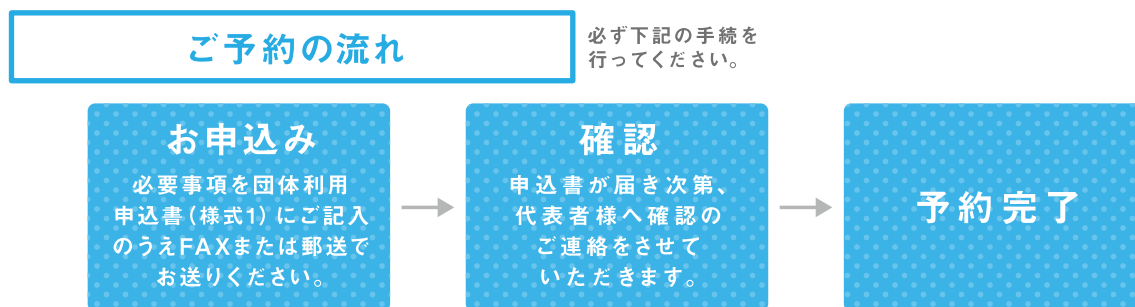 ご予約の流れ
必ず下記の手続を
行ってください。
お申込み
必要事項を団体利用
申込書（様式1）にご記入
のうえFAXまたは郵送で
お送りください。
確認
申込書が届き次第、
代表者様へ確認の
ご連絡をさせて
いただきます。
予約完了